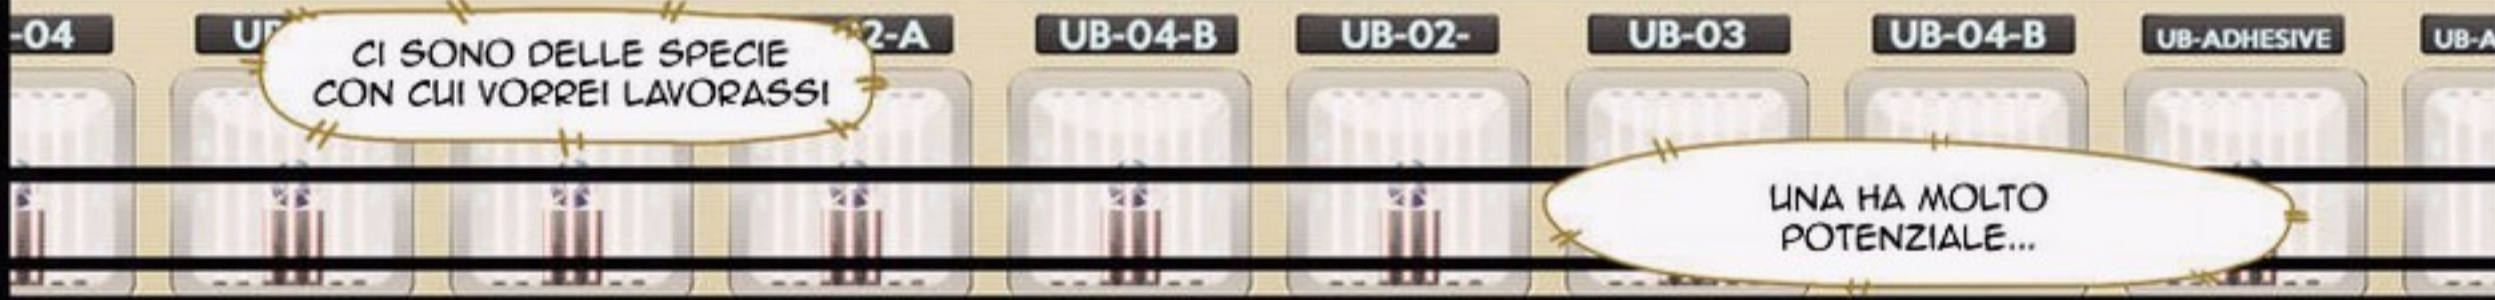 -04
2-A
UB-04-B
UB-02-
UB-03
UB-04-B
UB-ADHESIVE
CI SONO DELLE SPECIE
CON CUI VORREI LAVORASSI
UNA HA MOLTO
POTENZIALE...